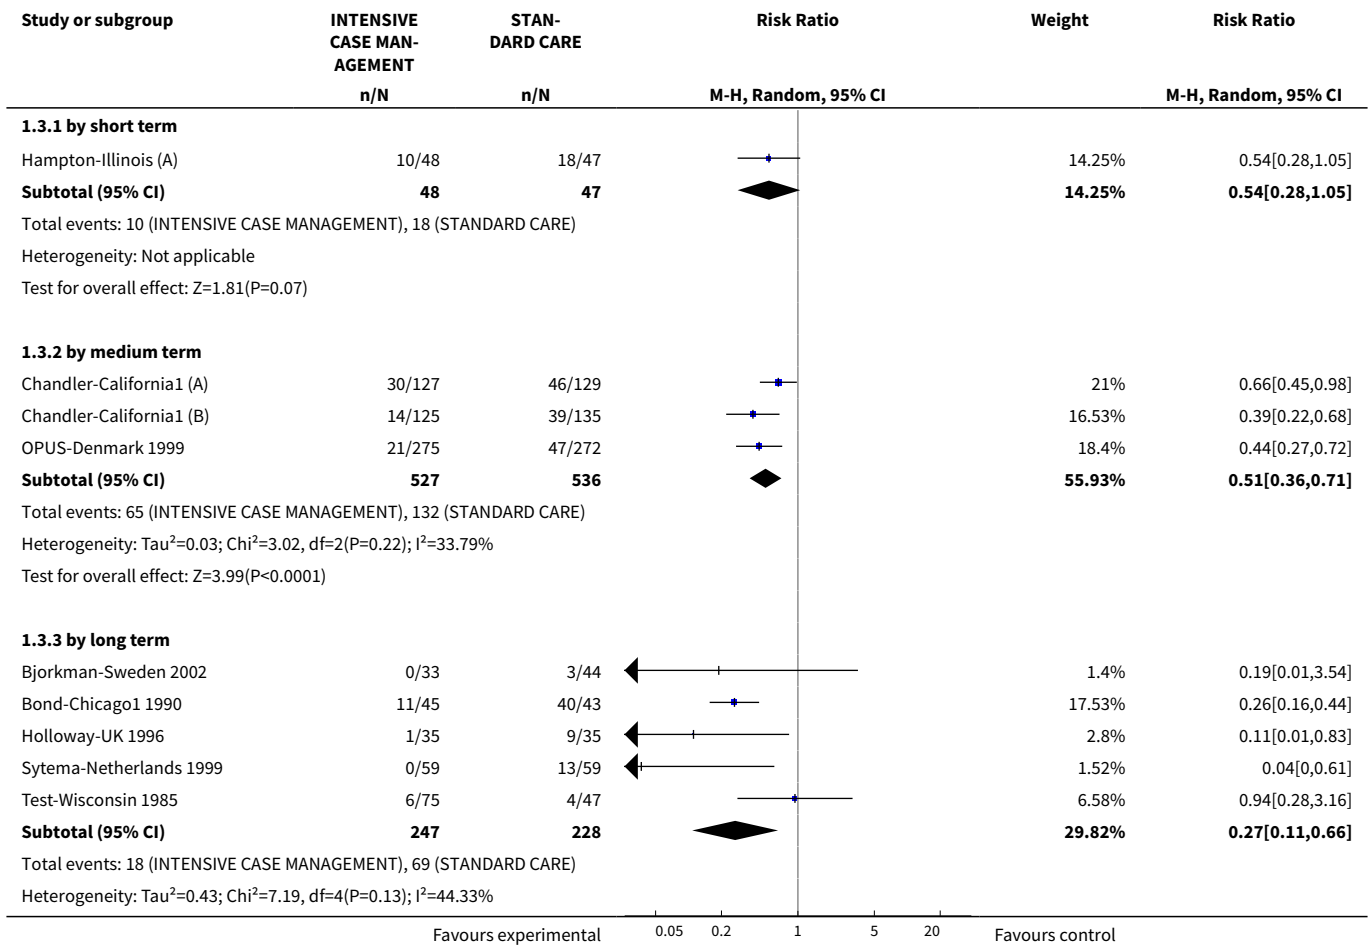 Study or subgroup INTENSIVE CASE MAN- AGEMENT STAN- DARD CARE Risk Ratio Weight Risk Ratio
n/N n/N M-H, Random, 95% CI M-H, Random, 95% CI
1.3.1 by short term
Hampton-Illinois (A) 10/48 18/47 14.25% 0.54[0.28,1.05]
Subtotal (95% CI) 48 47 14.25% 0.54[0.28,1.05]
Total events: 10 (INTENSIVE CASE MANAGEMENT), 18 (STANDARD CARE)
Heterogeneity: Not applicable
Test for overall effect: Z=1.81(P=0.07)
1.3.2 by medium term
Chandler-California1 (A) 30/127 46/129 21% 0.66[0.45,0.98]
Chandler-California1 (B) 14/125 39/135 16.53% 0.39[0.22,0.68]
OPUS-Denmark 1999 21/275 47/272 18.4% 0.44[0.27,0.72]
Subtotal (95% CI) 527 536 55.93% 0.51[0.36,0.71]
Total events: 65 (INTENSIVE CASE MANAGEMENT), 132 (STANDARD CARE)
Heterogeneity: Tau²=0.03; Chi²=3.02, df=2(P=0.22); I²=33.79%
Test for overall effect: Z=3.99(P<0.0001)
1.3.3 by long term
Bjorkman-Sweden 2002 0/33 3/44 1.4% 0.19[0.01,3.54]
Bond-Chicago1 1990 11/45 40/43 17.53% 0.26[0.16,0.44]
Holloway-UK 1996 1/35 9/35 2.8% 0.11[0.01,0.83]
Sytema-Netherlands 1999 0/59 13/59 1.52% 0.04[0,0.61]
Test-Wisconsin 1985 6/75 4/47 6.58% 0.94[0.28,3.16]
Subtotal (95% CI) 247 228 29.82% 0.27[0.11,0.66]
Total events: 18 (INTENSIVE CASE MANAGEMENT), 69 (STANDARD CARE)
Heterogeneity: Tau²=0.43; Chi²=7.19, df=4(P=0.13); I²=44.33%
Favours experimental 0.05 0.2 1 5 20 Favours control